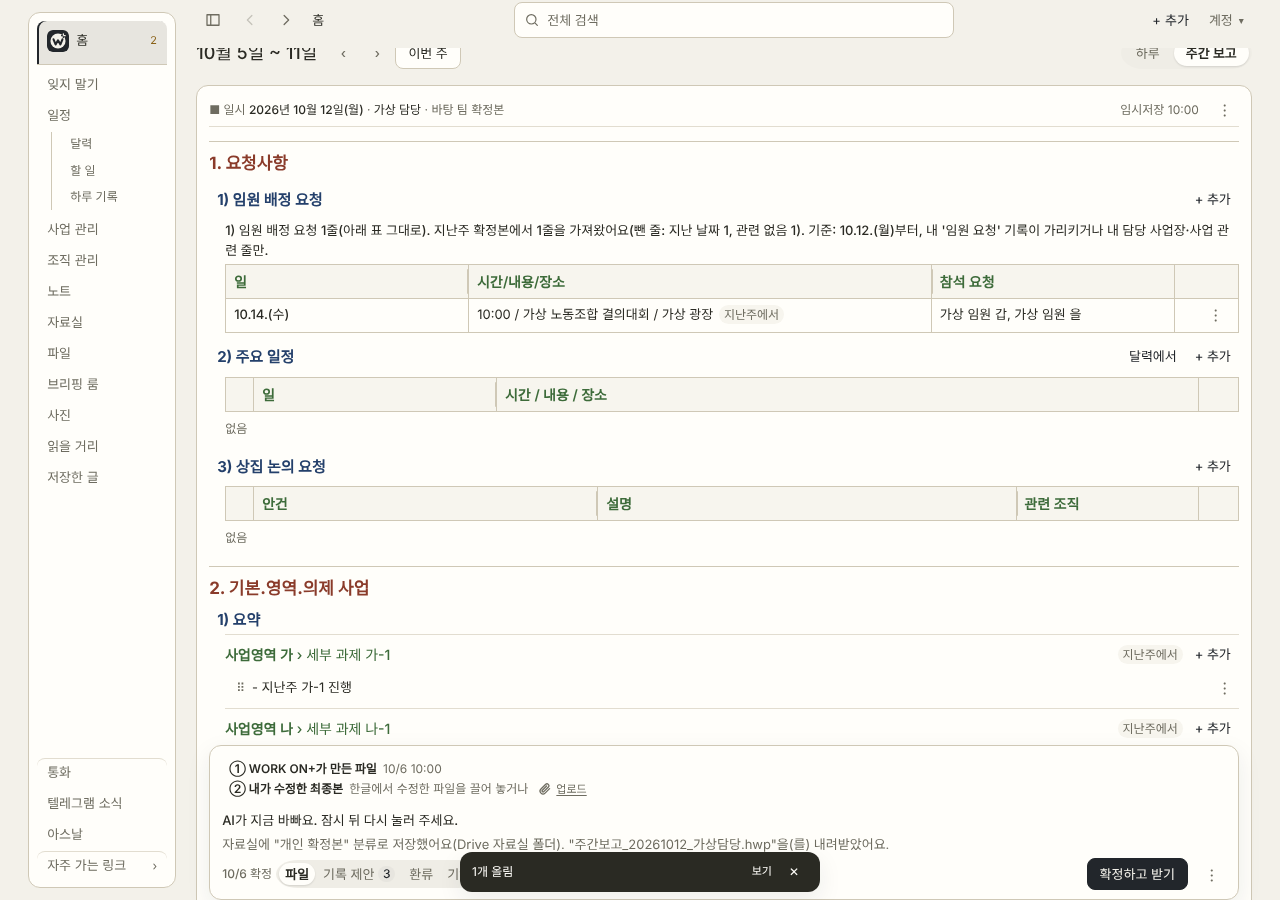 홈 2
잊지 말기
일정
달력
할 일
하루 기록
사업 관리
조직 관리
노트
자료실
파일
브리핑 룸
사진
읽을 거리
저장한 글
통화
텔레그램 소식
아스날
자주 가는 링크 ›
홈
전체 검색
+ 추가 계정 ▾
10월 5일 ~ 11일 ‹ › 이번 주
하루 주간 보고
■ 일시 2026년 10월 12일(월) · 가상 담당 · 바탕 팀 확정본 임시저장 10:00
1. 요청사항
1) 임원 배정 요청 + 추가
1) 임원 배정 요청 1줄(아래 표 그대로). 지난주 확정본에서 1줄을 가져왔어요(뺀 줄: 지난 날짜 1, 관련 없음 1). 기준: 10.12.(월)부터, 내 '임원 요청' 기록이 가리키거나 내 담당 사업장·사업 관
련 줄만.
일 시간/내용/장소 참석 요청
10.14.(수) 10:00 / 가상 노동조합 결의대회 / 가상 광장 지난주에서 가상 임원 갑, 가상 임원 을
2) 주요 일정 달력에서 + 추가
일 시간 / 내용 / 장소
없음
3) 상집 논의 요청 + 추가
안건 설명 관련 조직
없음
2. 기본.영역.의제 사업
1) 요약
사업영역 가 › 세부 과제 가-1 지난주에서 + 추가
- 지난주 가-1 진행
사업영역 나 › 세부 과제 나-1 지난주에서 + 추가
① WORK ON+가 만든 파일 10/6 10:00
② 내가 수정한 최종본 한글에서 수정한 파일을 끌어 놓거나 업로드
AI가 지금 바빠요. 잠시 뒤 다시 눌러 주세요.
자료실에 "개인 확정본" 분류로 저장했어요(Drive 자료실 폴더). "주간보고_20261012_가상담당.hwp"을(를) 내려받았어요.
10/6 확정 파일 기록 제안 3 환류 기
1개 올림 보기 ×
확정하고 받기